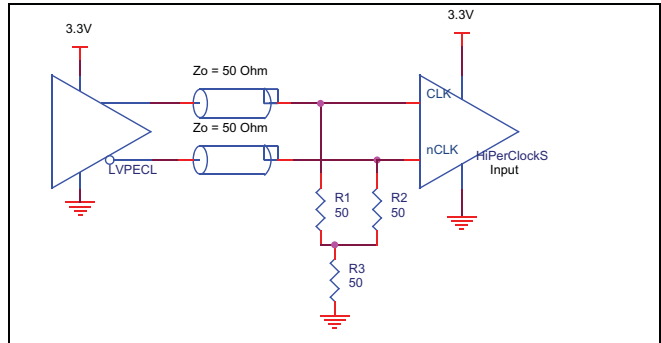 3.3V
3.3V
Zo = 50 Ohm
CLK
Zo = 50 Ohm
nCLK
LVPECL
HiPerClockS
Input
R1
50
R2
50
R3
50